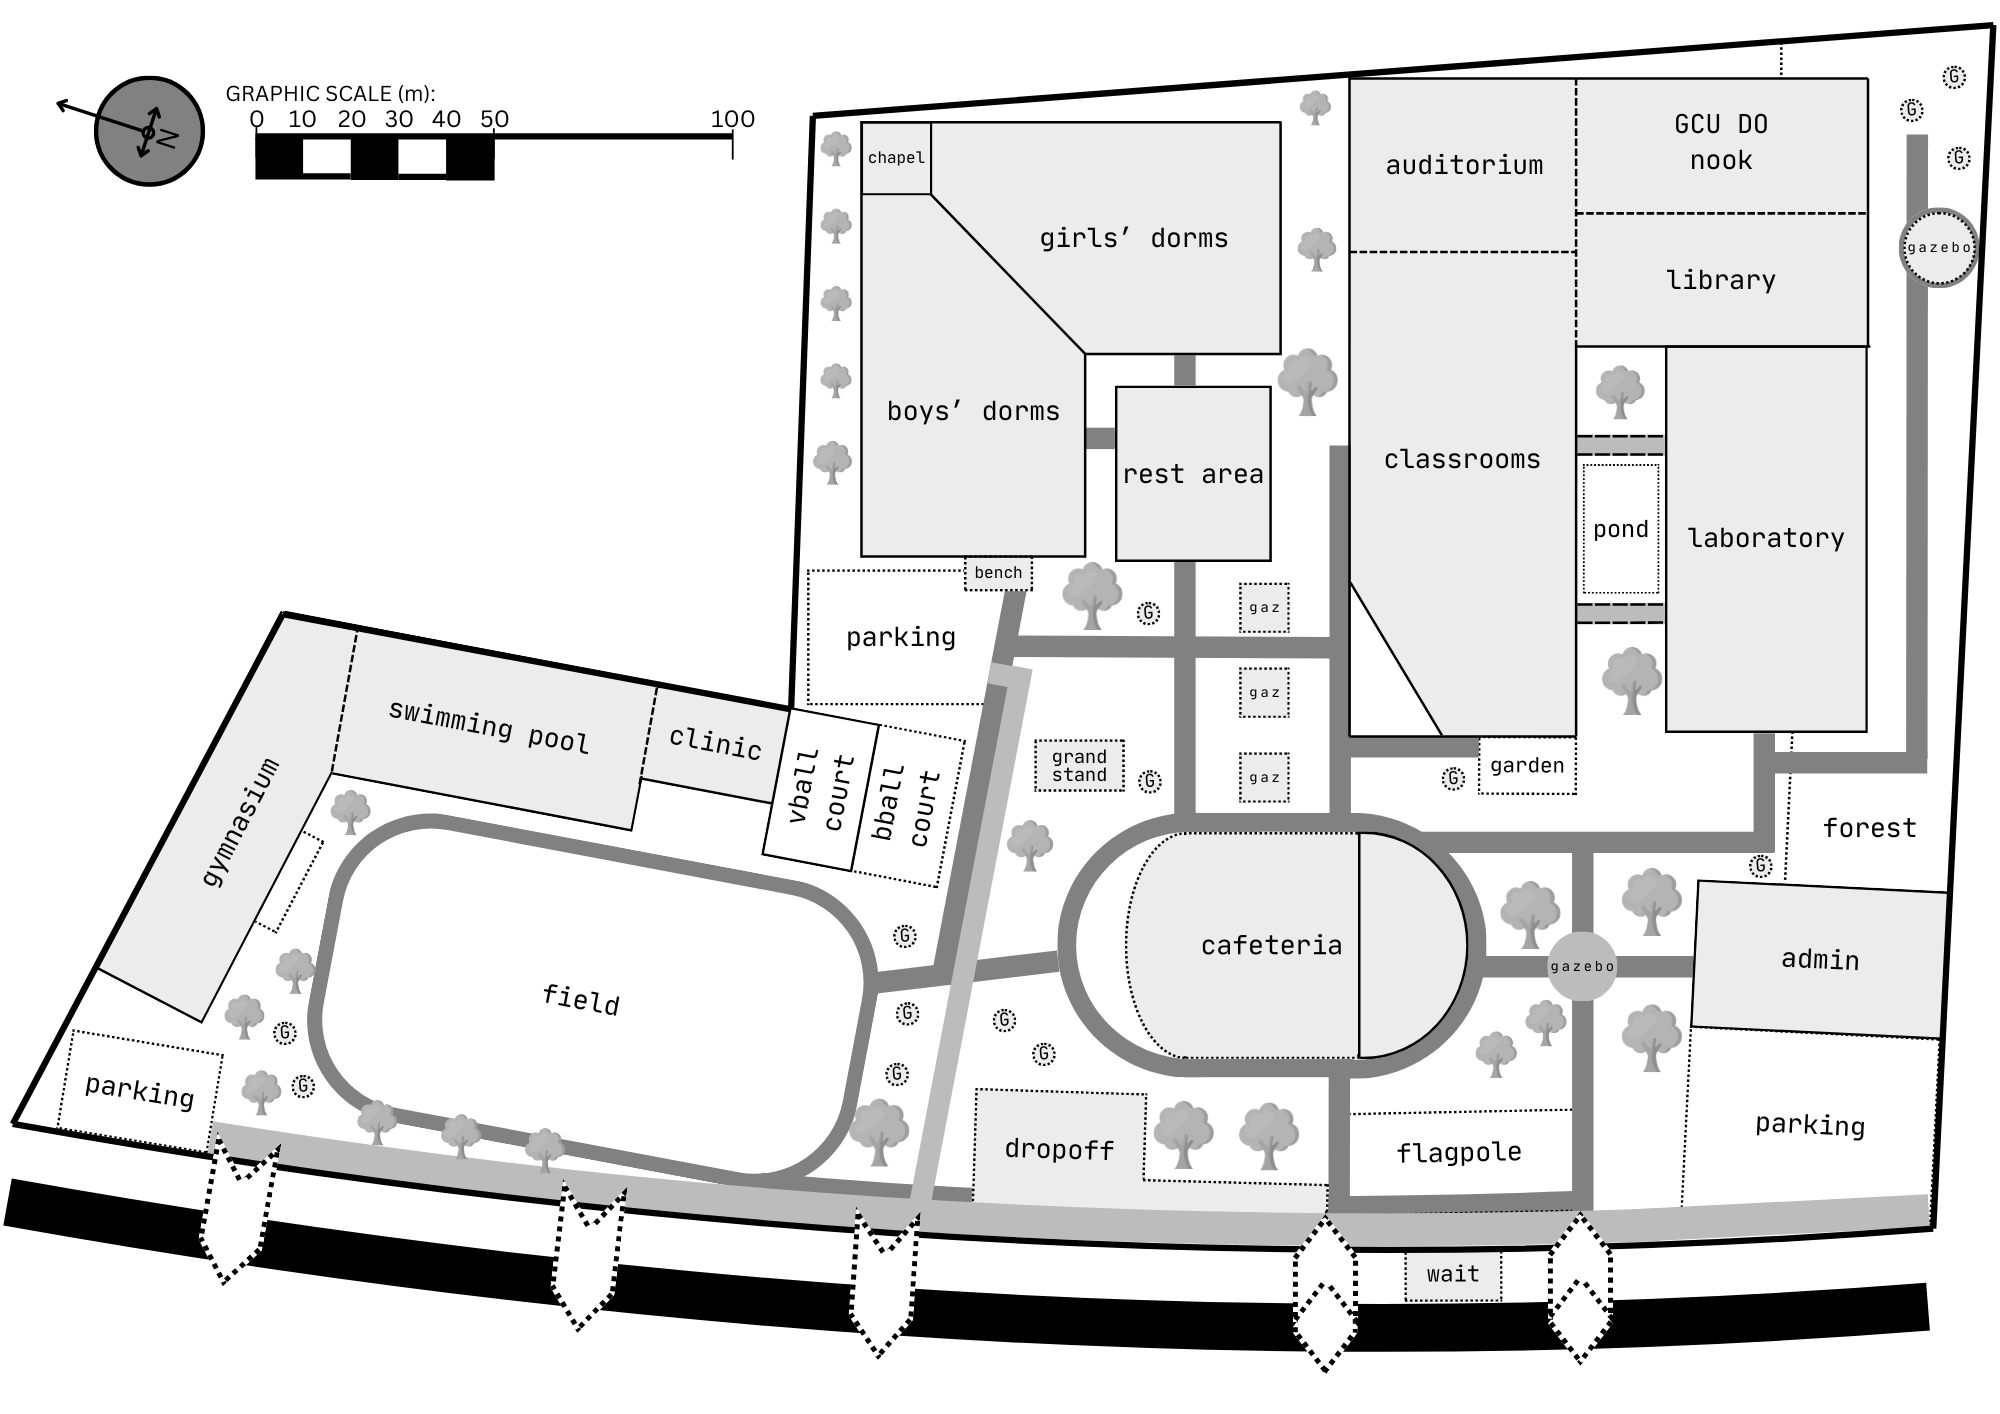 GRAPHIC SCALE (m):
0 10 20 30 40 50 100
N
G
G
G
chapel
auditorium
GCU DO
nook
girls’ dorms
gazebo
library
boys’ dorms
classrooms
rest area
pond
laboratory
bench
gaz
G
parking
gaz
swimming pool
clinic
grand
stand
gaz
G
G
garden
vball
court
bball
court
gymnasium
forest
G
G
cafeteria
gazebo
admin
field
G
G
G
G
G
G
parking
dropoff
flagpole
parking
wait